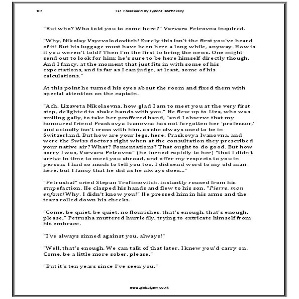 "But who? Who told you to come here?" Varvara Petrovna inquired.
"Why, Nikolay Vsyevolodovitch! Surely this isn't the first you've heard
of it! But his luggage must have been here a long while, anyway. How is
it you weren't told? Then I'm the first to bring the news. One might
send out to look for him; he's sure to be here himself directly though.
And I fancy, at the moment that just fits in with some of his
expectations, and is far as I can judge, at least, some of his
calculations."
At this point he turned his eyes about the room and fixed them with
special attention on the captain.
"Ach, Lizaveta Nikolaevna, how glad I am to meet you at the very first
step, delighted to shake hands with you." He flew up to Liza, who was
smiling gaily, to take her proffered hand, "and I observe that my
honoured friend Praskovya Ivanovna has not forgotten her 'professor,'
and actually isn't cross with him, as she always used to be in
Switzerland. But how are your legs, here, Praskovya Ivanovna, and
were the Swiss doctors right when at the consultation they prescribed
your native air? What? Fomentations? That ought to do good. But how
sorry I was, Varvara Petrovna" (he turned rapidly to her) "that I didn't
arrive in time to meet you abroad, and offer my respects to you in
person; I had so much to tell you too. I did send word to my old man
here, but I fancy that he did as he always does ..."
"Petrusha!" cried Stepan Trofimovitch, instantly roused from his
stupefaction. He clasped his hands and flew to his son. "Pierre, mon
enfant! Why, I didn't know you!" He pressed him in his arms and the
tears rolled down his cheeks.
"Come, be quiet, be quiet, no flourishes, that's enough, that's enough,
please," Petrusha muttered hurriedly, trying to extricate himself from
his embrace.
"I've always sinned against you, always!"
"Well, that's enough. We can talk of that later. I knew you'd carry on.
Come, be a little more sober, please."
"But it's ten years since I've seen you."